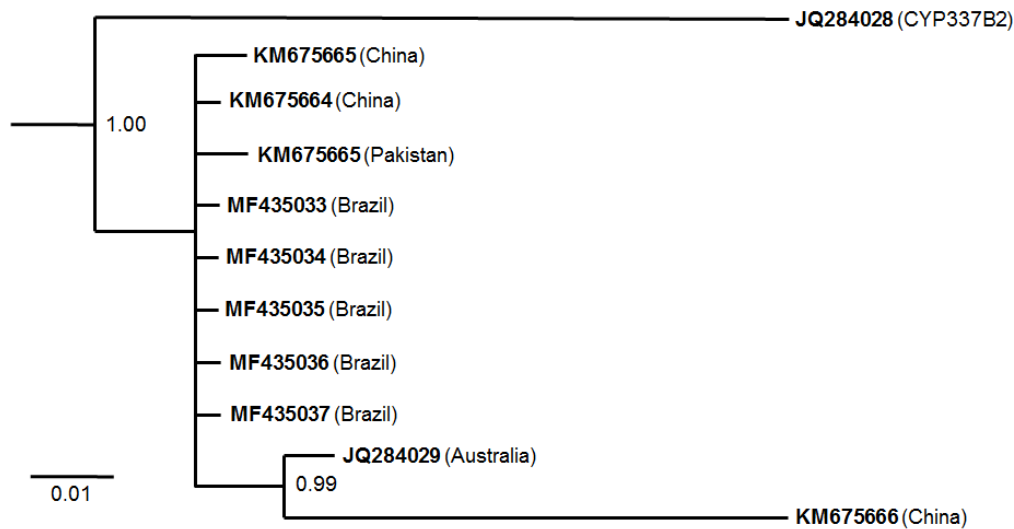 JQ284028 (CYP337B2)
KM675665 (China)
KM675664 (China)
1.00
KM675665 (Pakistan)
MF435033 (Brazil)
MF435034 (Brazil)
MF435035 (Brazil)
MF435036 (Brazil)
MF435037 (Brazil)
JQ284029 (Australia)
0.99
0.01
KM675666 (China)